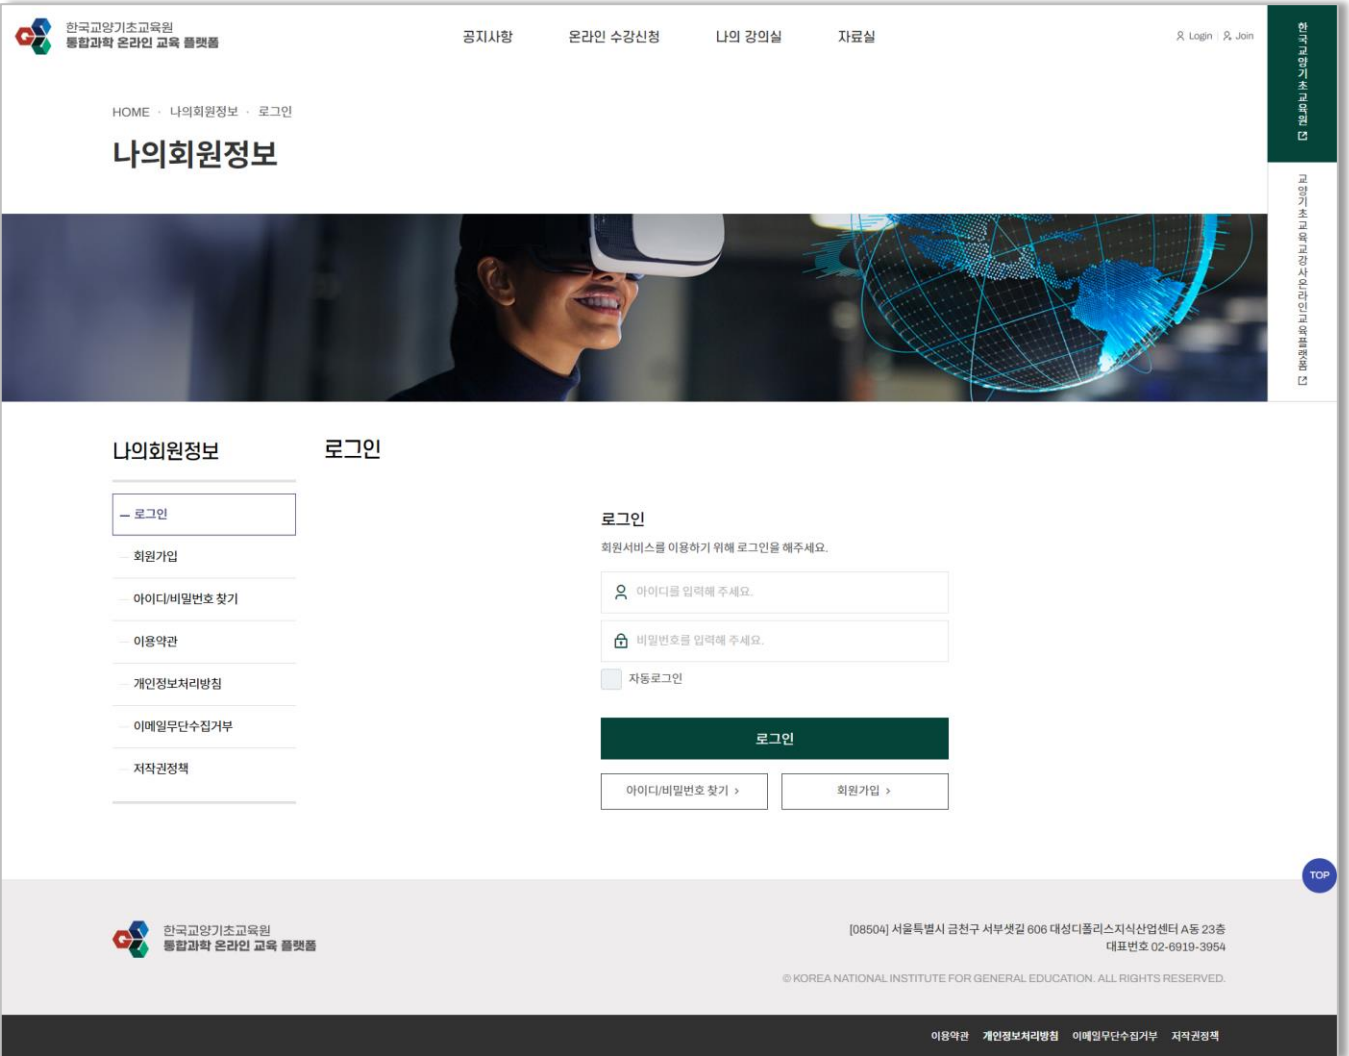 한국교양기초교육원
통합과학 온라인 교육 플랫폼
공지사항 온라인 수강신청 나의 강의실 자료실
Login Join
한국교양기초교육원
교양기초교육교강사온라인교육플랫폼
HOME · 나의회원정보 · 로그인
나의회원정보
나의회원정보
로그인
회원가입
아이디/비밀번호 찾기
이용약관
개인정보처리방침
이메일무단수집거부
저작권정책
로그인
로그인
회원서비스를 이용하기 위해 로그인을 해주세요.
아이디를 입력해 주세요.
비밀번호를 입력해 주세요.
자동로그인
로그인
아이디/비밀번호 찾기 >
회원가입 >
TOP
한국교양기초교육원
통합과학 온라인 교육 플랫폼
[08504] 서울특별시 금천구 서부샛길 606 대성디폴리스지식산업센터 A동 23층
대표번호 02-6919-3954
© KOREA NATIONAL INSTITUTE FOR GENERAL EDUCATION. ALL RIGHTS RESERVED.
이용약관 개인정보처리방침 이메일무단수집거부 저작권정책